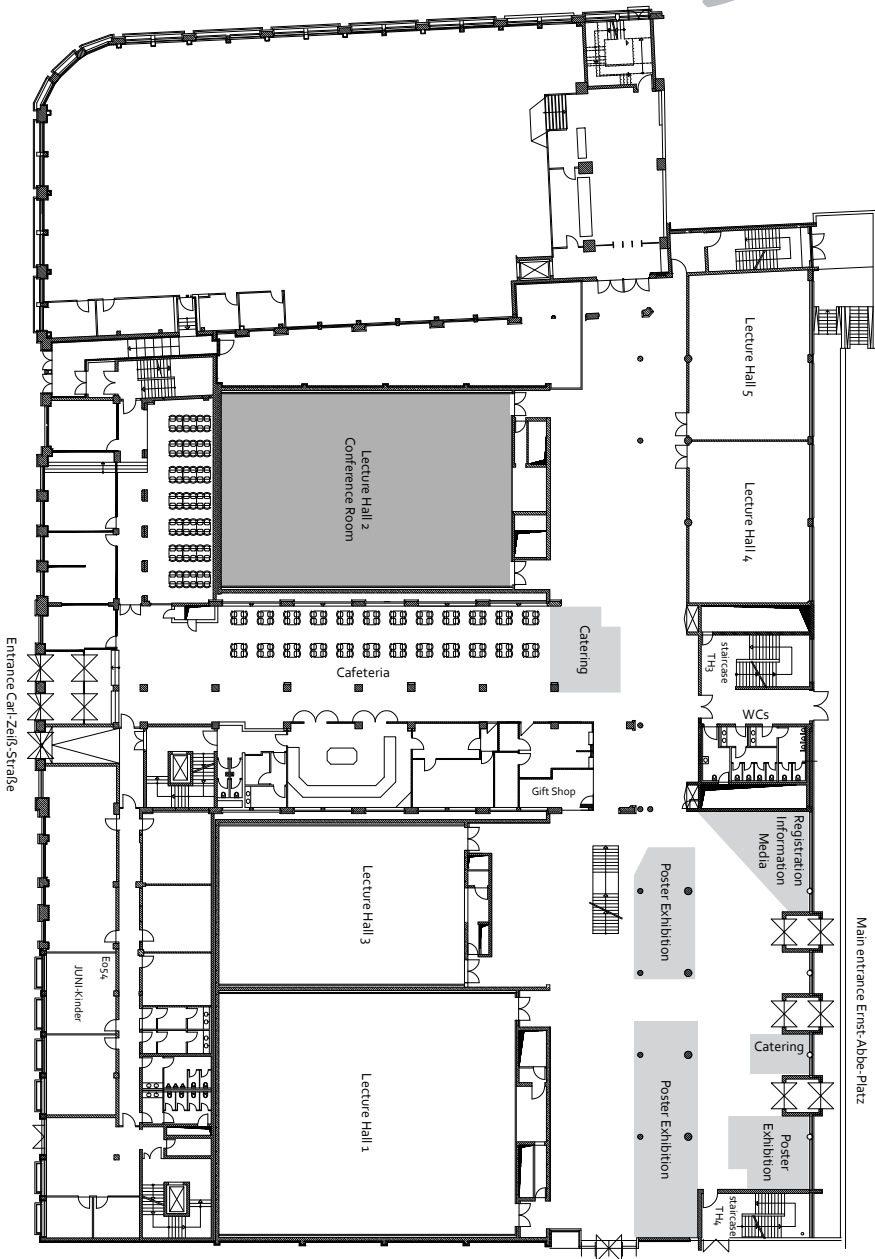 Lecture Hall 5
Lecture Hall 4
Lecture Hall 2
Conference Room
Catering
Cafeteria
staircase
TH3
WCs
Gift Shop
Registration
Information
Media
Poster Exhibition
Lecture Hall 3
E054
JUNI-Kinder
Catering
Lecture Hall 1
Poster Exhibition
Poster
Exhibition
staircase
TH4
Entrance Carl-Zeiß-Straße
Main entrance Ernst-Abbe-Platz